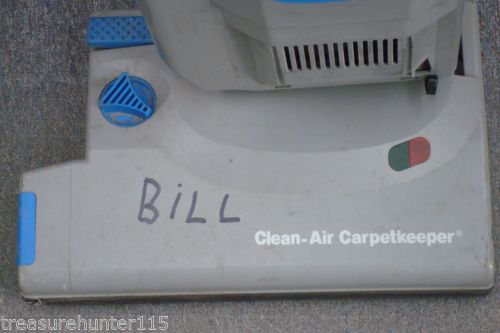 BiLL
Clean-Air Carpetkeeper®
treasurehunter115